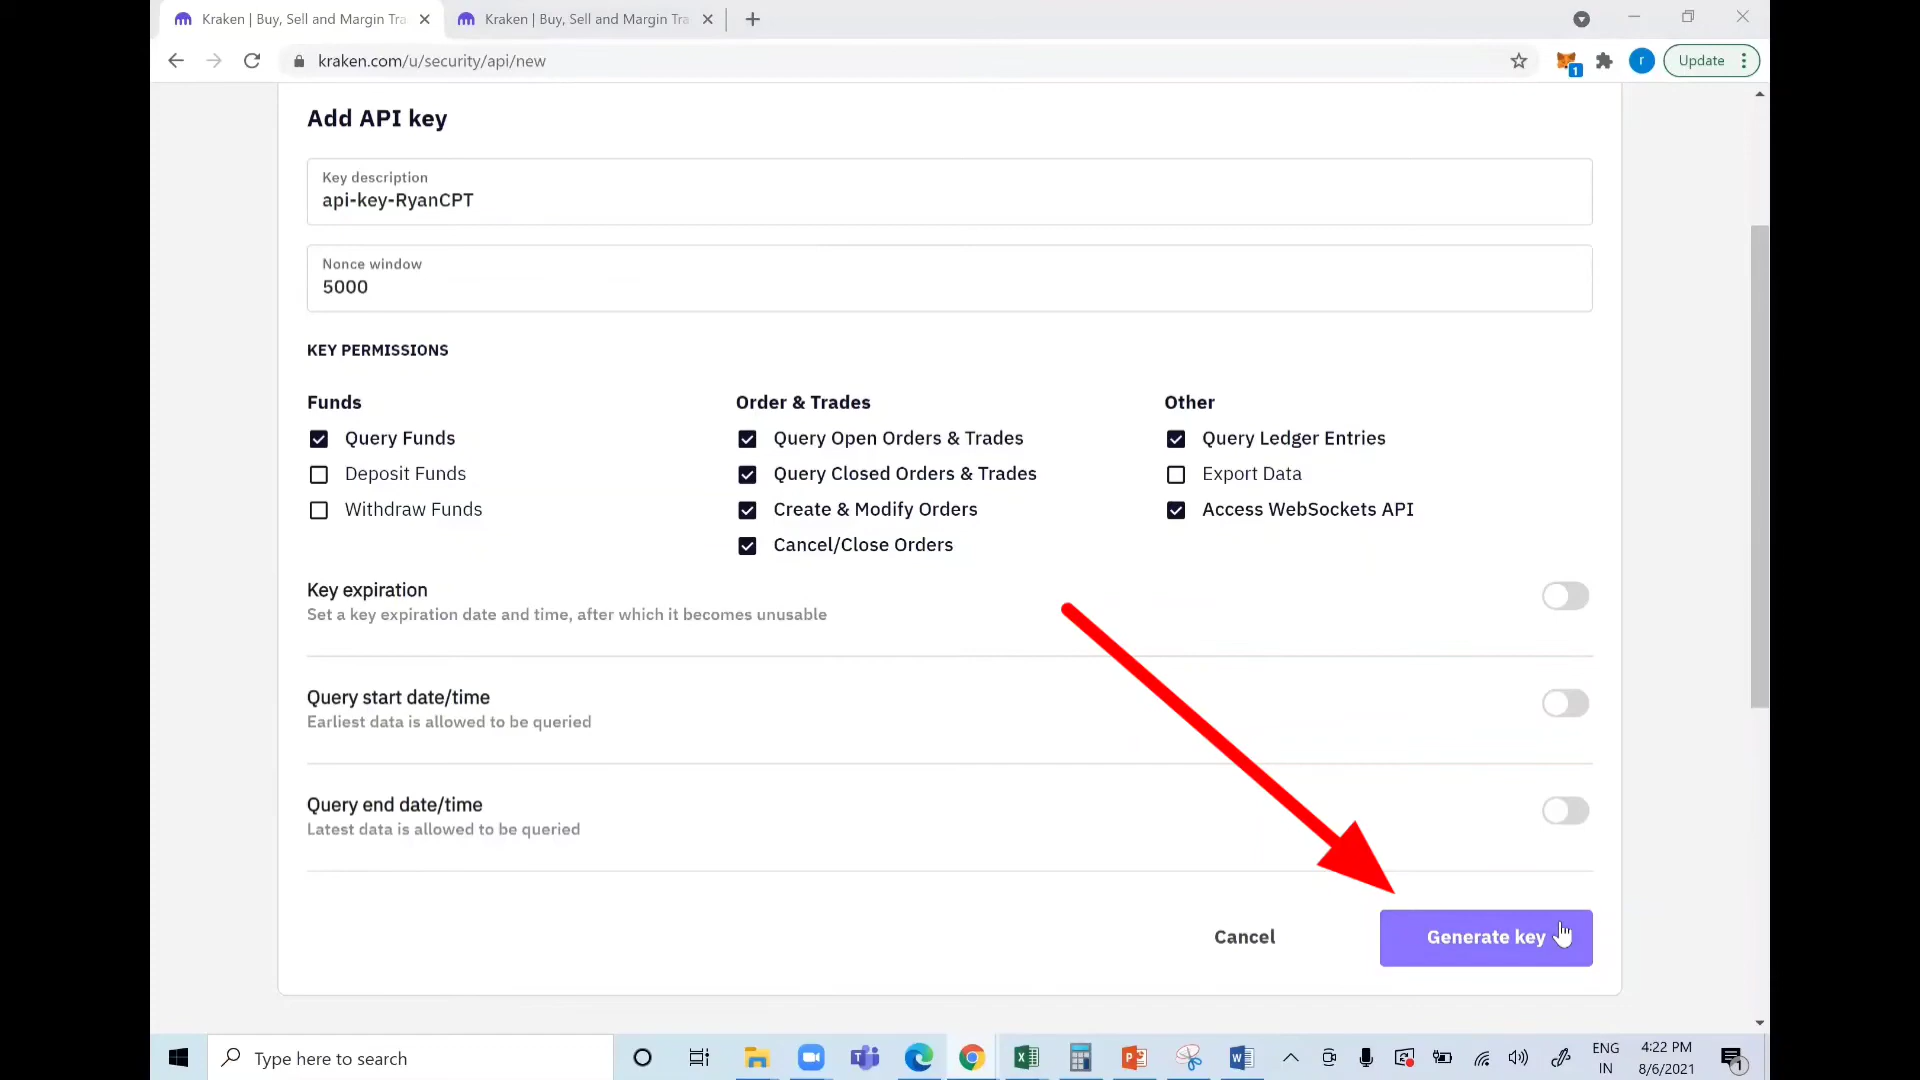 Kraken | Buy, Sell and Margin Tra
Kraken | Buy, Sell and Margin Tra
kraken.com/u/security/api/new
1
r
Update
Add API key
Key description
api-key-RyanCPT
Nonce window
5000
KEY PERMISSIONS
Funds
Query Funds
Deposit Funds
Withdraw Funds
Order & Trades
Query Open Orders & Trades
Query Closed Orders & Trades
Create & Modify Orders
Cancel/Close Orders
Other
Query Ledger Entries
Export Data
Access WebSockets API
Key expiration
Set a key expiration date and time, after which it becomes unusable
Query start date/time
Earliest data is allowed to be queried
Query end date/time
Latest data is allowed to be queried
Cancel
Generate key
Type here to search
ENG
IN
4:22 PM
8/6/2021
1